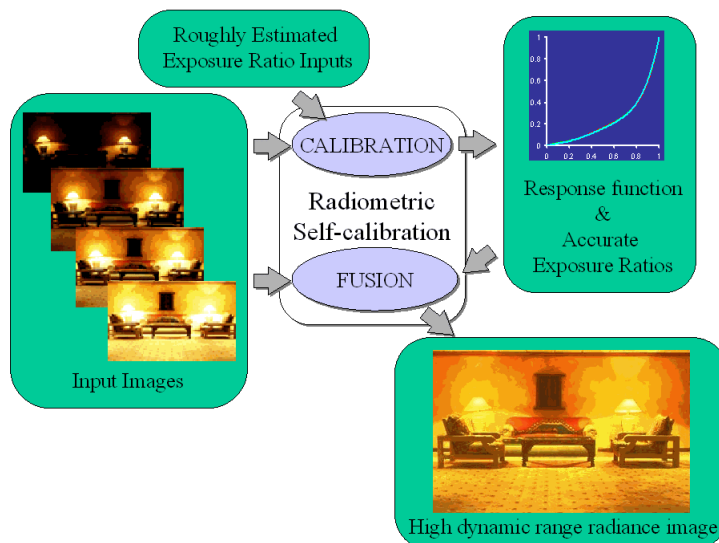 Roughly Estimated
Exposure Ratio Inputs
Input Images
CALIBRATION
Radiometric
Self-calibration
FUSION
1
0.8
0.6
0.4
0.2
0
0
0.2
0.4
0.6
0.8
1
Response function
&
Accurate
Exposure Ratios
High dynamic range radiance image